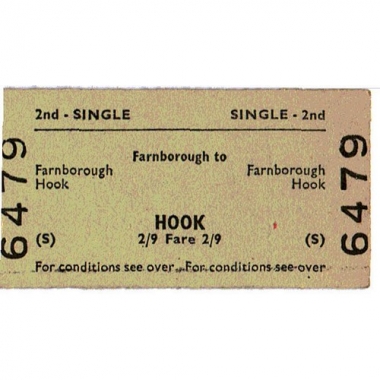 2nd - SINGLE SINGLE - 2nd
Farnborough to
Farnborough Farnborough
Hook Hook
HOOK
(S) 2/9 Fare 2/9 (S)
For conditions see over For conditions see over
6479 6479